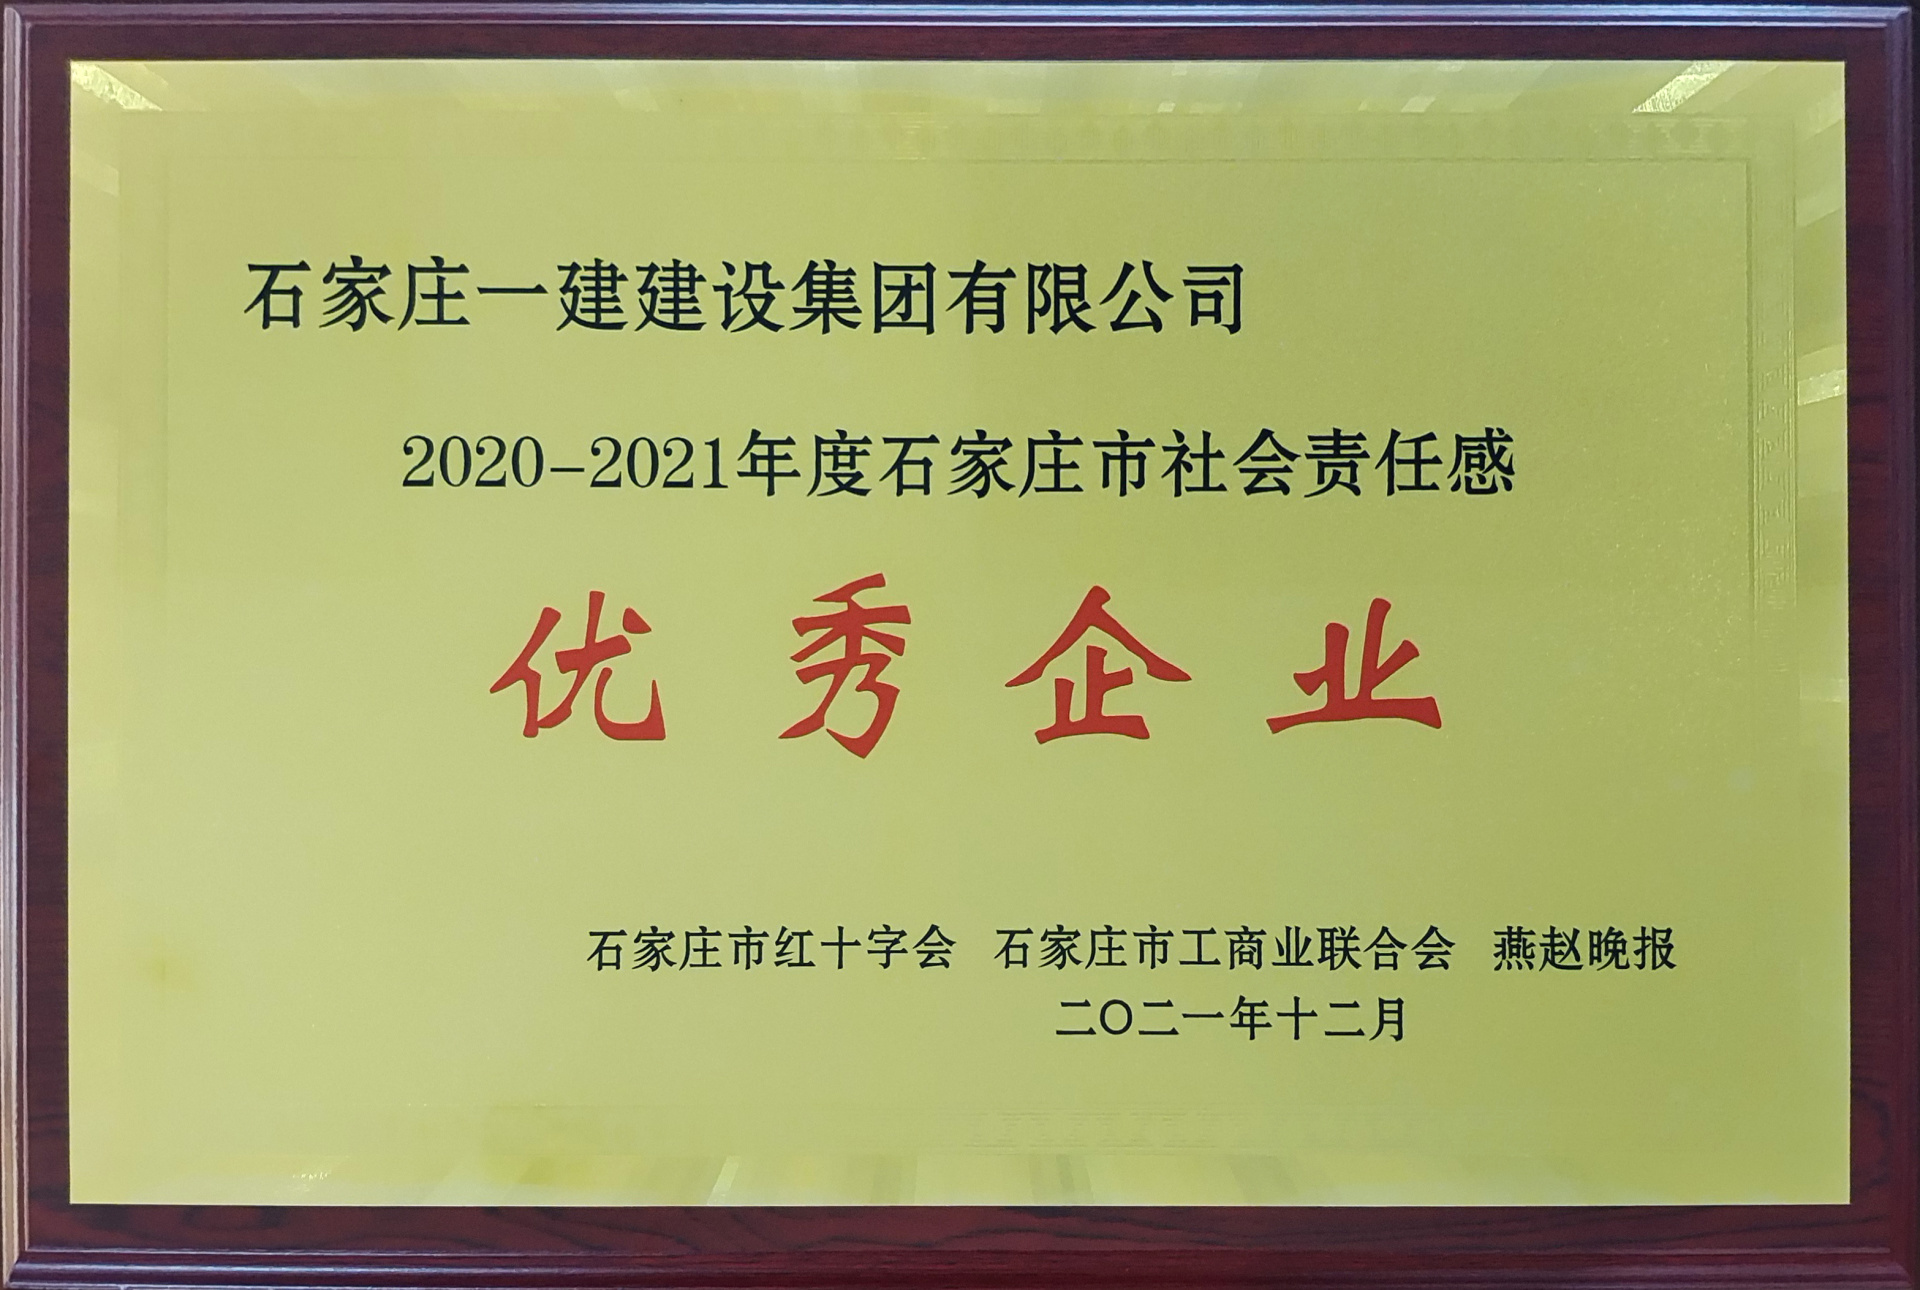 石家庄一建建设集团有限公司
2020-2021年度石家庄市社会责任感
优秀企业
石家庄市红十字会 石家庄市工商业联合会 燕赵晚报
二〇二一年十二月